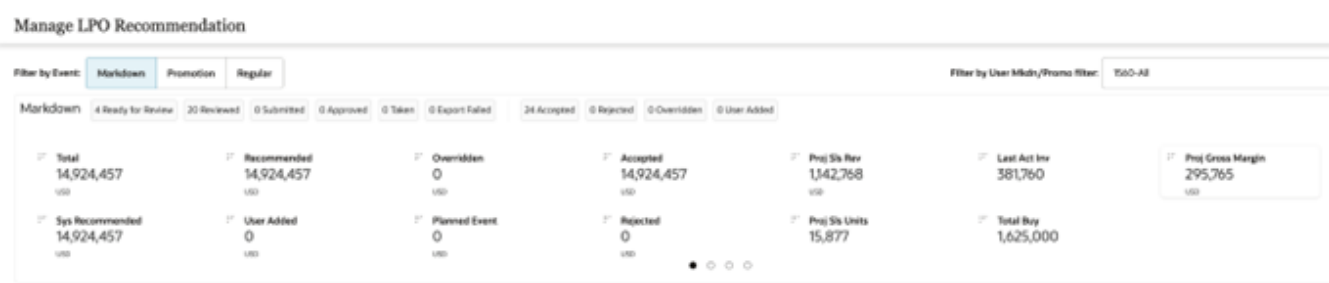 Manage LPO Recommendation
Filter by Event: Markdown Promotion Regular Filter by User Mkdn/Promo filter: 1560-All
Markdown 4 Ready for Review 20 Reviewed 0 Submitted 0 Approved 0 Taken 0 Export Failed 24 Accepted 0 Rejected 0 Overridden 0 User Added
Total Recommended Overridden Accepted Proj Sls Rev Last Act Inv Proj Gross Margin
14,924,457 14,924,457 0 14,924,457 1,142,768 381,760 295,765
USD USD USD USD USD USD
Sys Recommended User Added Planned Event Rejected Proj Sls Units Total Buy
14,924,457 0 0 0 15,877 1,625,000
USD USD USD USD